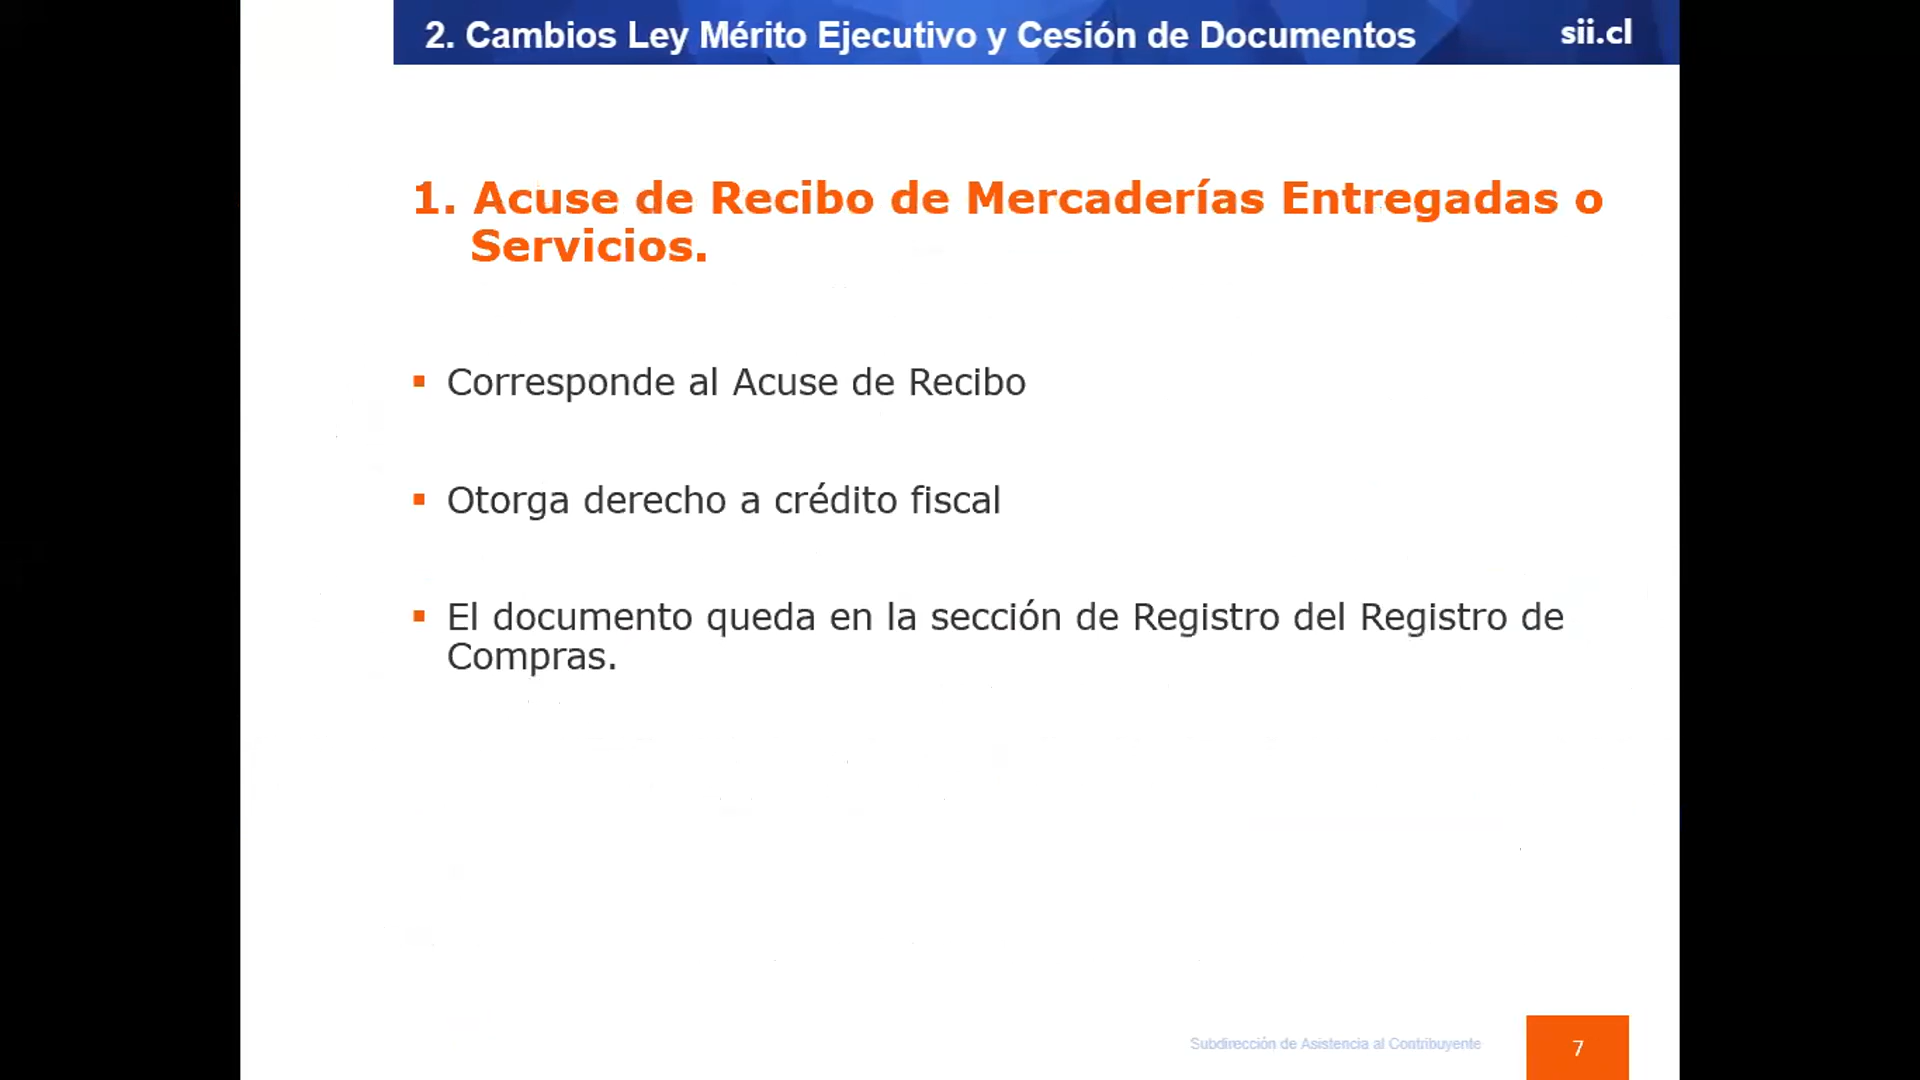 2. Cambios Ley Mérito Ejecutivo y Cesión de Documentos
sii.cl
1. Acuse de Recibo de Mercaderías Entregadas o
Servicios.
▪ Corresponde al Acuse de Recibo
▪ Otorga derecho a crédito fiscal
▪ El documento queda en la sección de Registro del Registro de
Compras.
Subdirección de Asistencia al Contribuyente
7